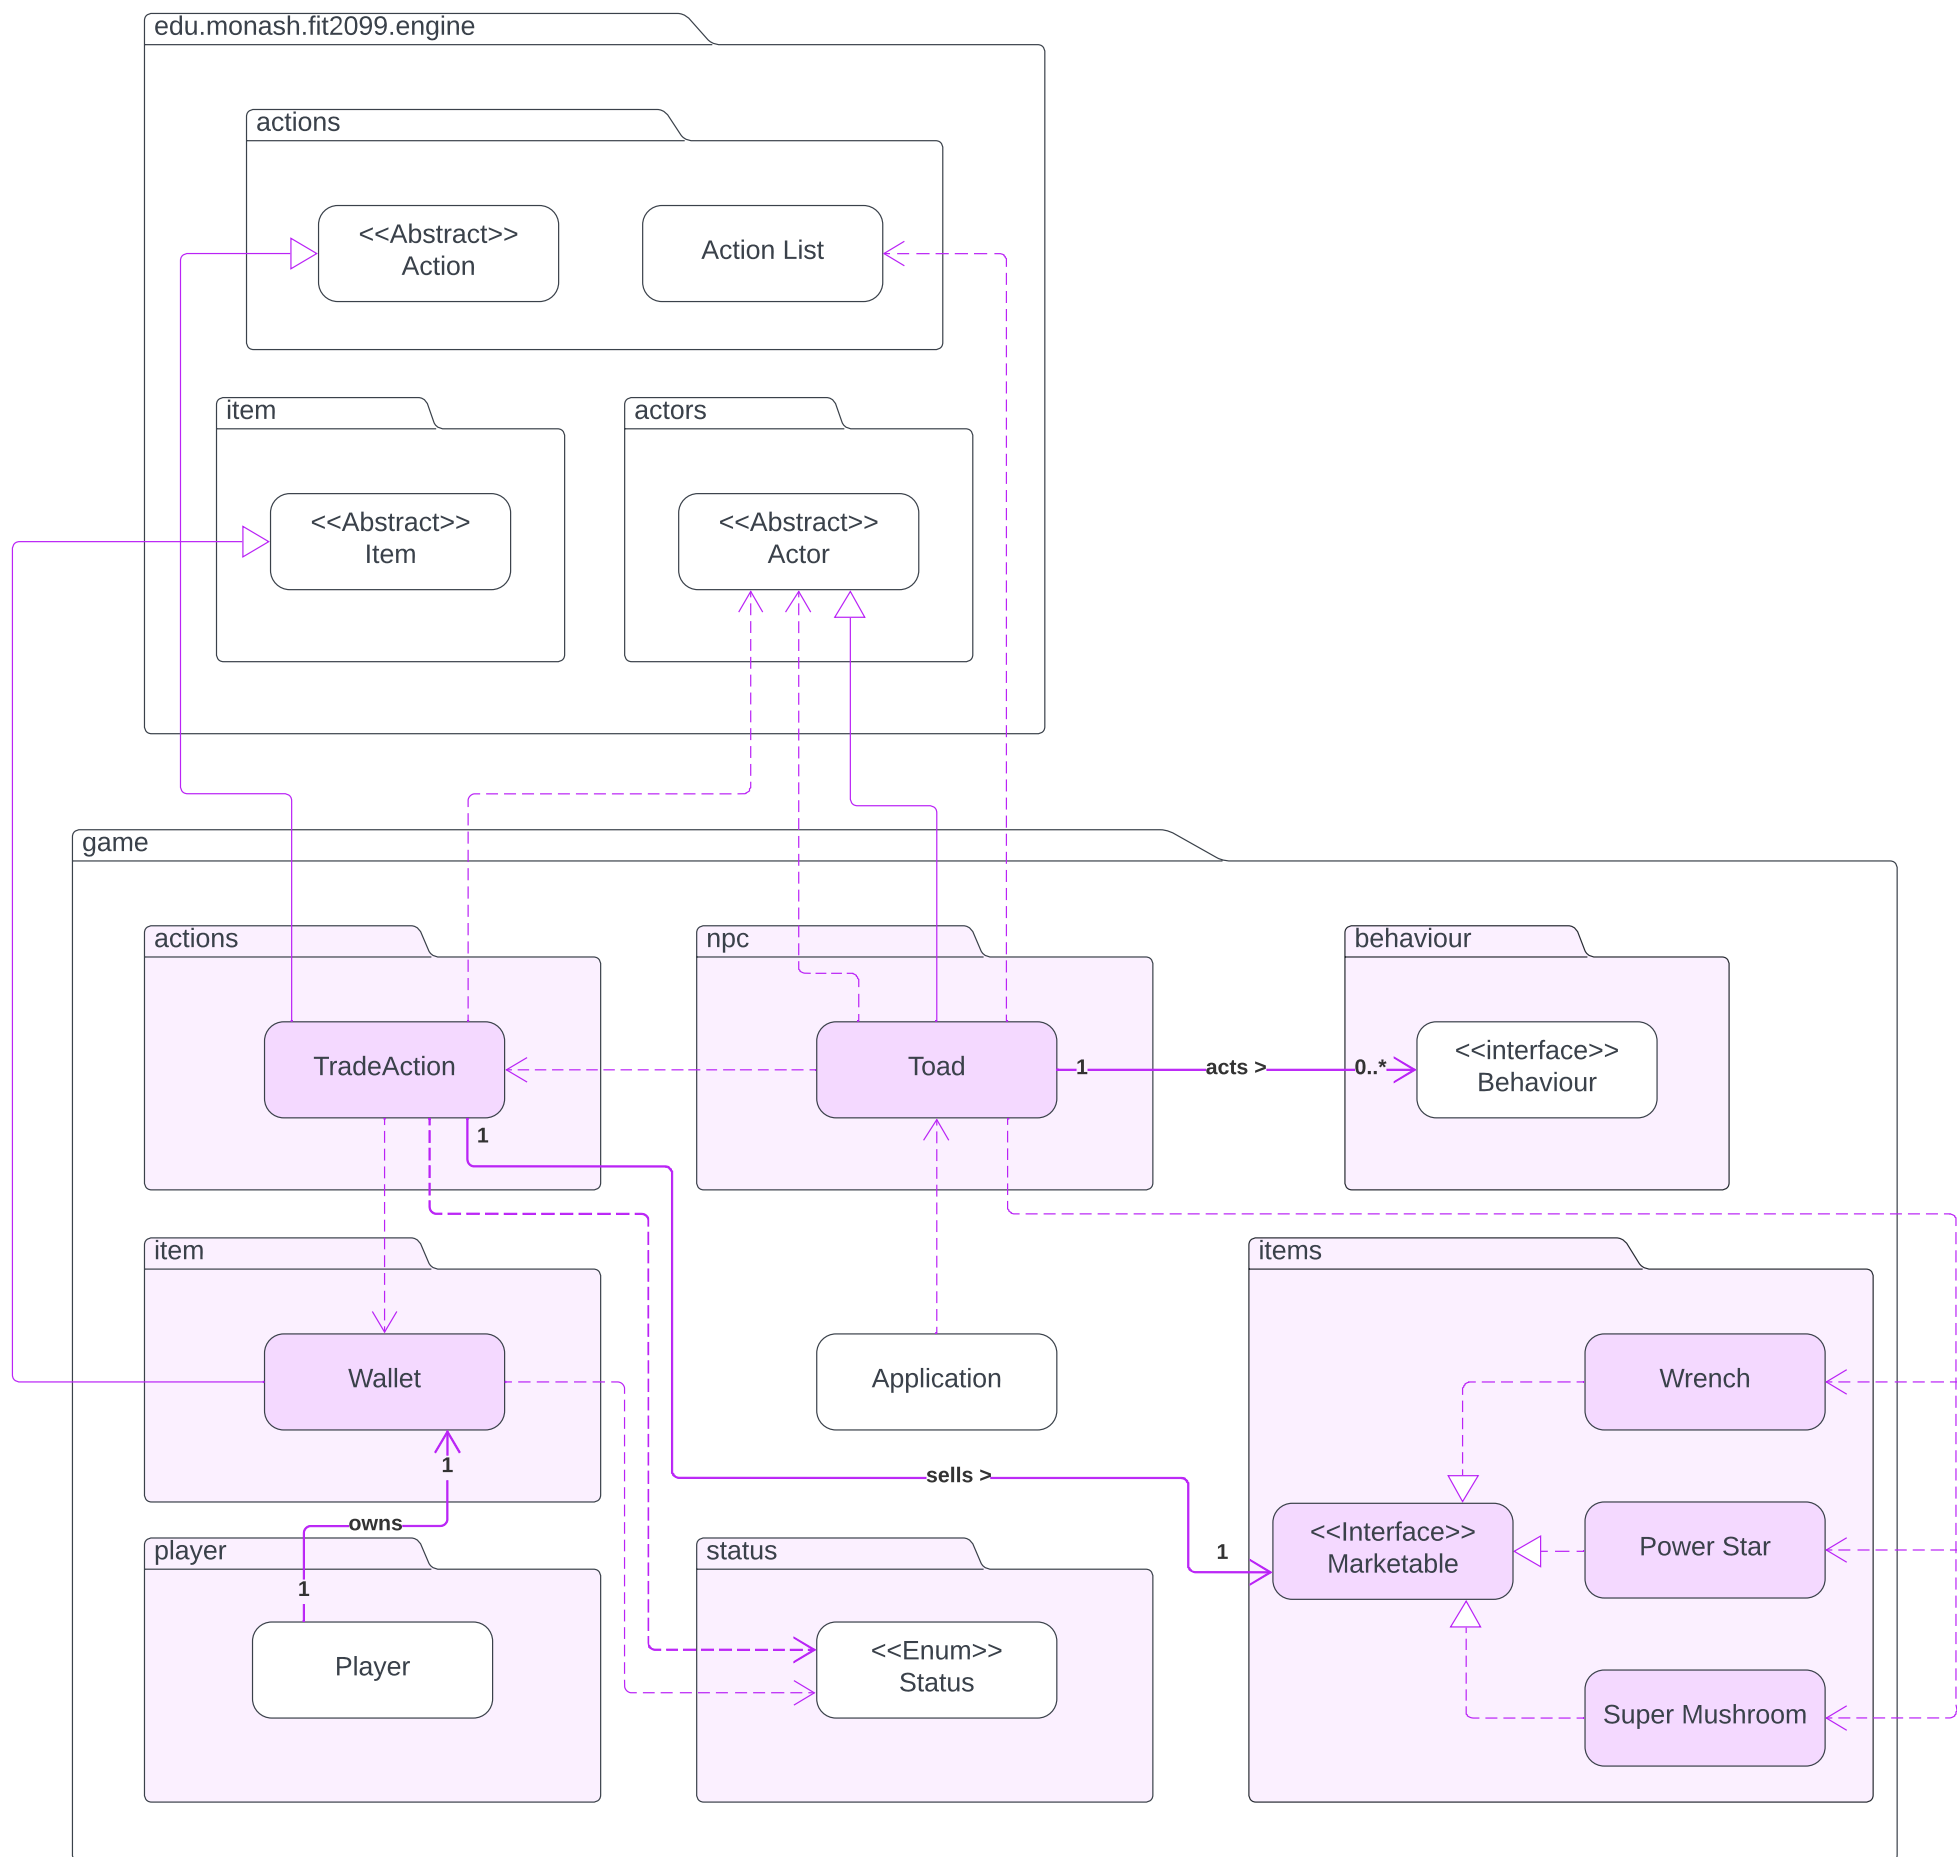 edu.monash.fit2099.engine
actions
<<Abstract>>
Action
Action List
item
actors
<<Abstract>>
Item
<<Abstract>>
Actor
game
actions
npc
behaviour
TradeAction
Toad
1
acts >
0..*
<<interface>>
Behaviour
1
item
items
Wallet
Application
Wrench
1
sells >
owns
player
status
1
<<Interface>>
Marketable
Power Star
1
Player
<<Enum>>
Status
Super Mushroom